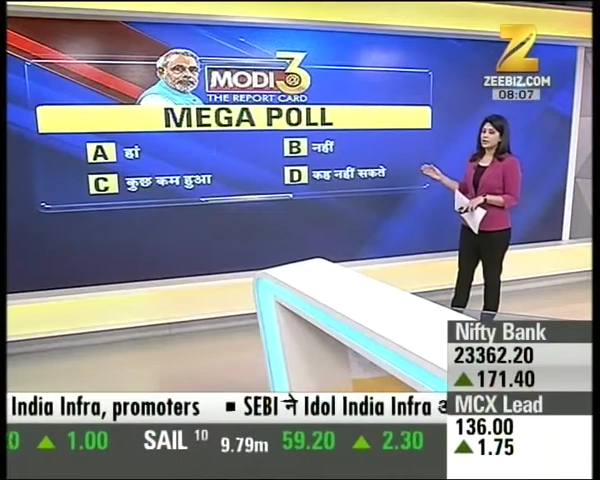 MODI@3
THE REPORT CARD
MEGA POLL
A हां
B नहीं
C कुछ कम हुआ
D कह नहीं सकते
Z
ZEEBIZ.COM
08:07
Nifty Bank
23362.20
▲ 171.40
MCX Lead
136.00
▲ 1.75
India Infra, promoters ▪ SEBI ने Idol India Infra
▲ 1.00 SAIL 10 9.79m 59.20 ▲ 2.30